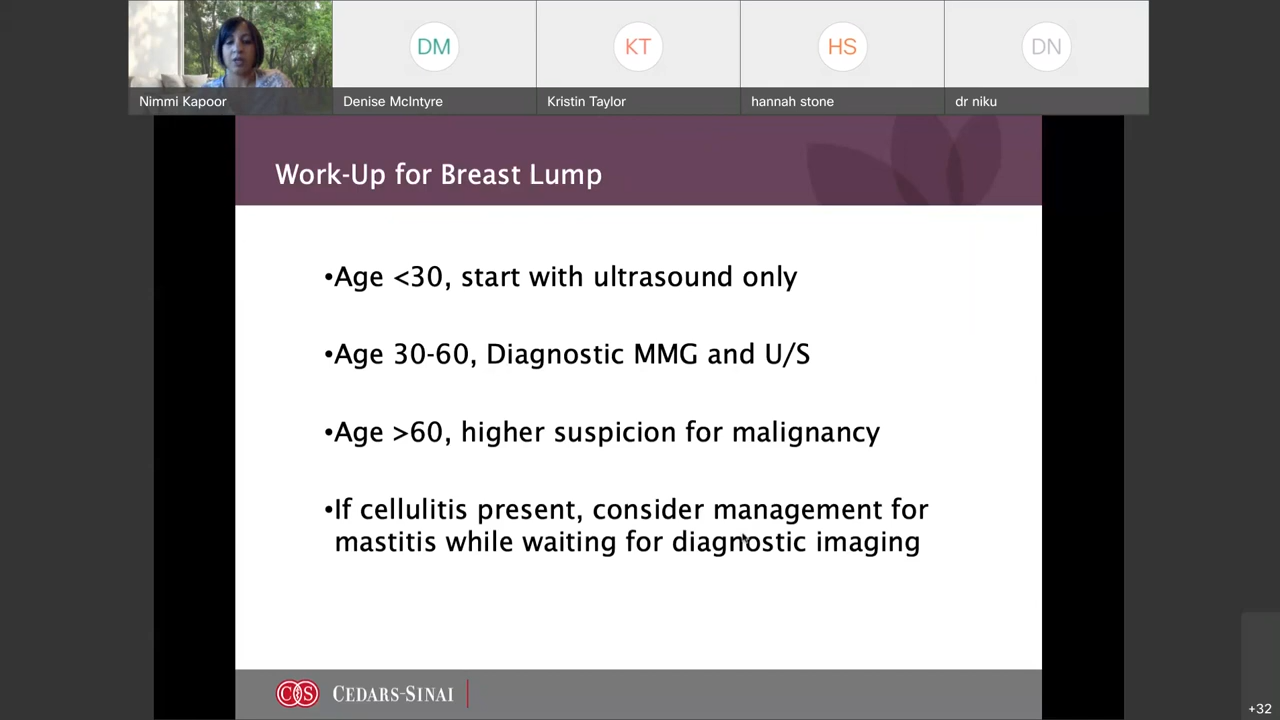 DM
KT
HS
DN
Nimmi Kapoor
Denise McIntyre
Kristin Taylor
hannah stone
dr niku
Work-Up for Breast Lump
•Age <30, start with ultrasound only
•Age 30-60, Diagnostic MMG and U/S
•Age >60, higher suspicion for malignancy
•If cellulitis present, consider management for
mastitis while waiting for diagnostic imaging
CS CEDARS-SINAI
+32